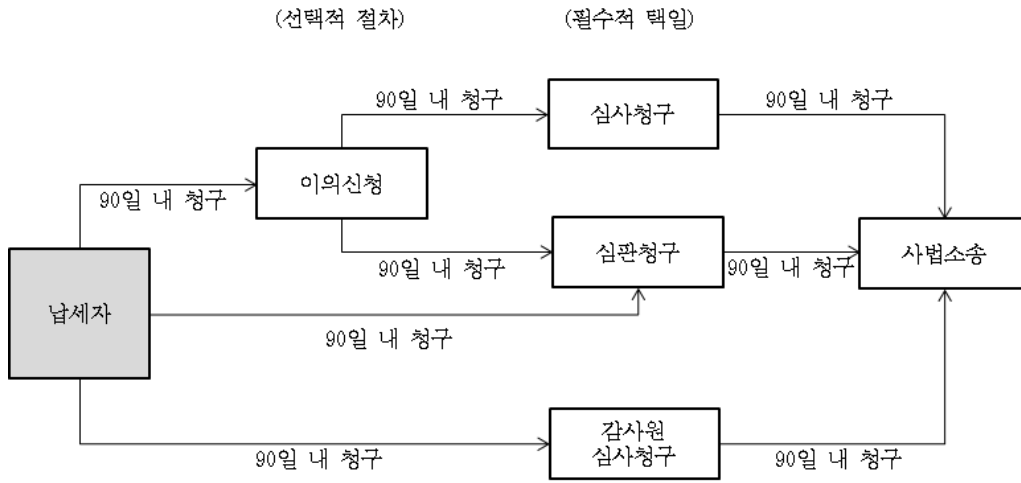 (선택적 절차)
(필수적 택일)
90일 내 청구
90일 내 청구
심사청구
이의신청
90일 내 청구
90일 내 청구
심판청구
90일 내 청구
사법소송
납세자
90일 내 청구
감사원
심사청구
90일 내 청구
90일 내 청구